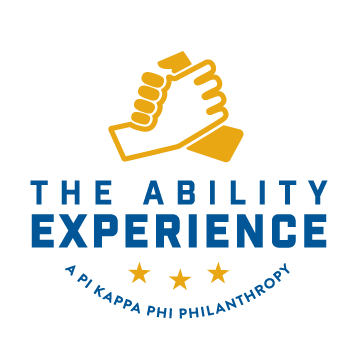 THE ABILITY
EXPERIENCE
A PI KAPPA PHI PHILANTHROPY